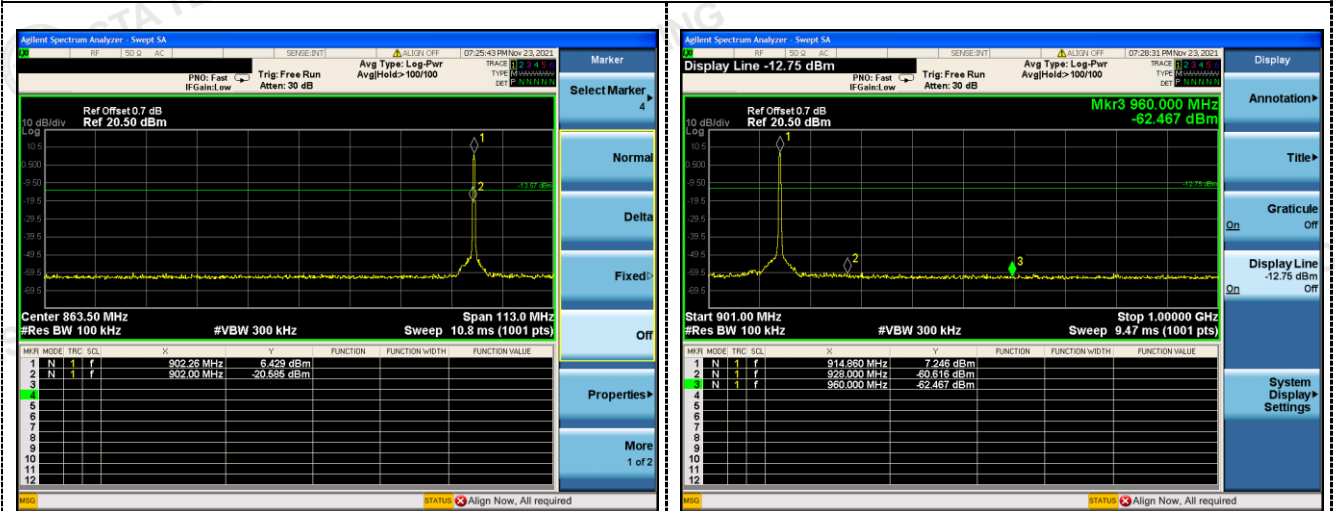 Agilent Spectrum Analyzer - Swept SA
RF 50 Ω AC SENSE:INT ALIGN OFF 07:25:43 PM Nov 23, 2021
Marker
Avg Type: Log-Pwr TRACE 1 2 3 4 5 6
PNO: Fast Trig: Free Run Avg|Hold:> 100/100 TYPE M
IFGain:Low Atten: 30 dB DET P N N N N N
Select Marker
4
Ref Offset 0.7 dB
10 dB/div Ref 20.50 dBm
Log
1
10.5
0.500
-9.50
2
-13.57 dBm
-19.5
-29.5
-39.5
-49.5
-59.5
-69.5
Center 863.50 MHz Span 113.0 MHz
#Res BW 100 kHz #VBW 300 kHz Sweep 10.8 ms (1001 pts)
MKR MODE TRC SCL X Y FUNCTION FUNCTION WIDTH FUNCTION VALUE
1 N 1 f 902.26 MHz 6.429 dBm
2 N 1 f 902.00 MHz -20.585 dBm
3
4
5
6
7
8
9
10
11
12
Normal
Delta
Fixed
Off
Properties
More
1 of 2
MSG STATUS Align Now, All required
Agilent Spectrum Analyzer - Swept SA
RF 50 Ω AC SENSE:INT ALIGN OFF 07:28:31 PM Nov 23, 2021
Display
Display Line -12.75 dBm Avg Type: Log-Pwr TRACE 1 2 3 4 5 6
PNO: Fast Trig: Free Run Avg|Hold:> 100/100 TYPE M
IFGain:Low Atten: 30 dB DET P N N N N N
Annotation
Mkr3 960.000 MHz
-62.467 dBm
Ref Offset 0.7 dB
10 dB/div Ref 20.50 dBm
Log
1
10.5
0.500
-9.50
-12.75 dBm
-19.5
-29.5
-39.5
-49.5
2
3
-59.5
-69.5
Start 901.00 MHz Stop 1.00000 GHz
#Res BW 100 kHz #VBW 300 kHz Sweep 9.47 ms (1001 pts)
MKR MODE TRC SCL X Y FUNCTION FUNCTION WIDTH FUNCTION VALUE
1 N 1 f 914.860 MHz 7.246 dBm
2 N 1 f 928.000 MHz -60.616 dBm
3 N 1 f 960.000 MHz -62.467 dBm
4
5
6
7
8
9
10
11
12
Title
Graticule
On Off
Display Line
-12.75 dBm
On Off
System
Display
Settings
MSG STATUS Align Now, All required